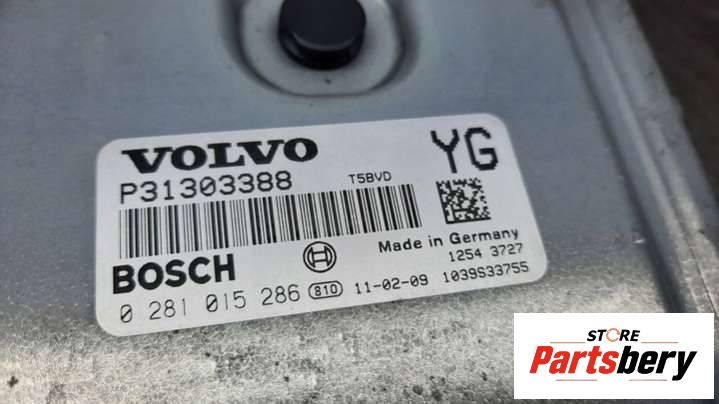 VOLVO
YG
P31303388 T5BVD
Made in Germany
BOSCH 1254 3727
0 281 015 286 810 11-02-09 1039S33755
STORE
Partsbery